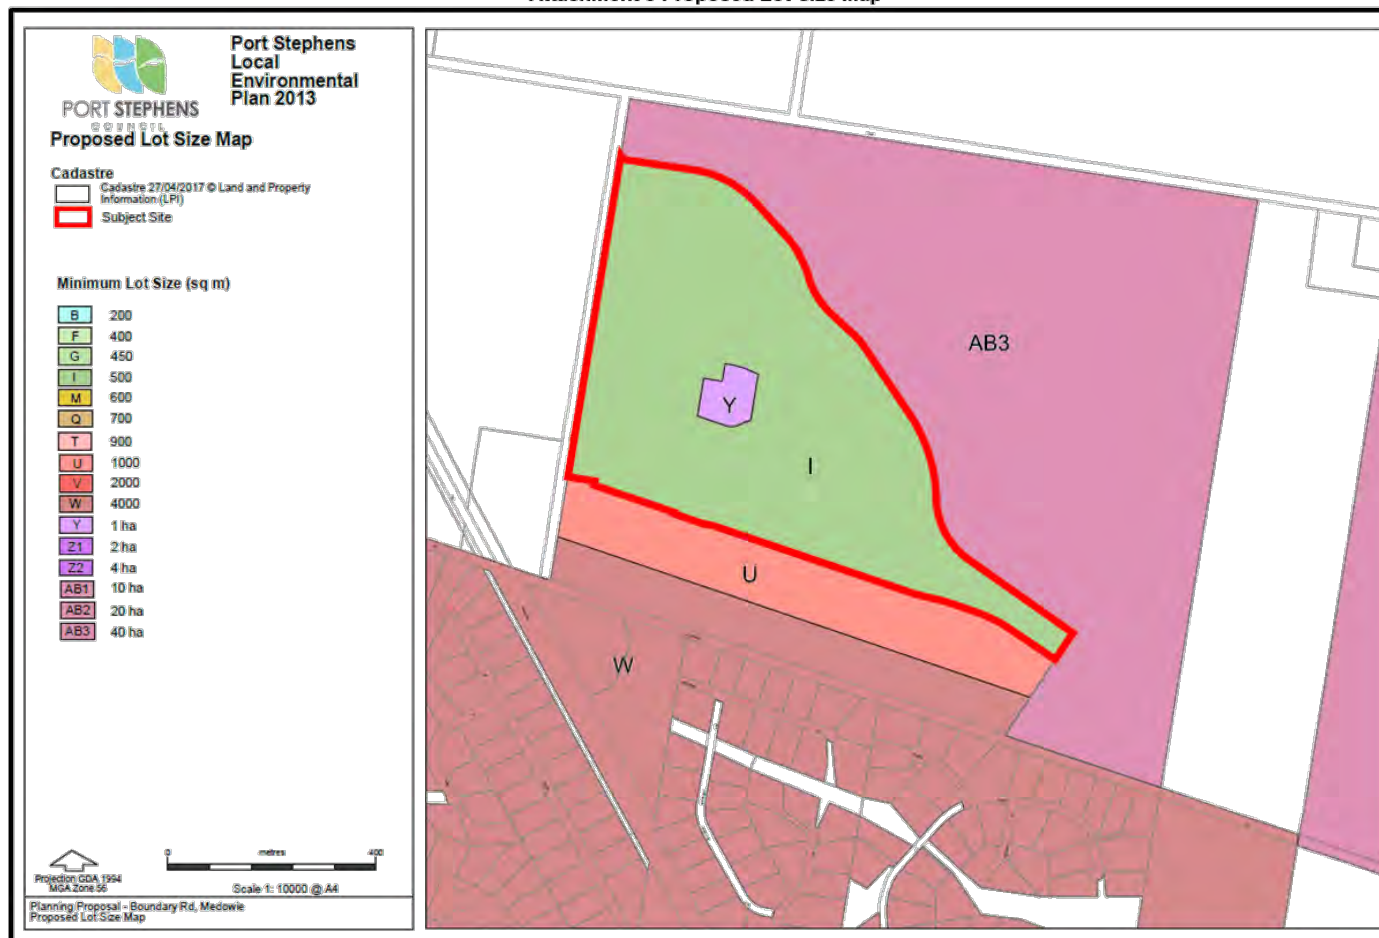 Port Stephens
Local
Environmental
Plan 2013
PORT STEPHENS
COUNCIL
Proposed Lot Size Map
Cadastre
Cadastre 27/04/2017 © Land and Property
Information (LPI)
Subject Site
Minimum Lot Size (sq m)
B 200
F 400
G 450
I 500
M 600
Q 700
T 900
U 1000
V 2000
W 4000
Y 1 ha
Z1 2 ha
Z2 4 ha
AB1 10 ha
AB2 20 ha
AB3 40 ha
0 metres 400
Projection GDA 1994
MGA Zone 56
Scale 1: 10000 @ A4
Planning Proposal - Boundary Rd, Medowie
Proposed Lot Size Map
AB3
Y
I
U
W